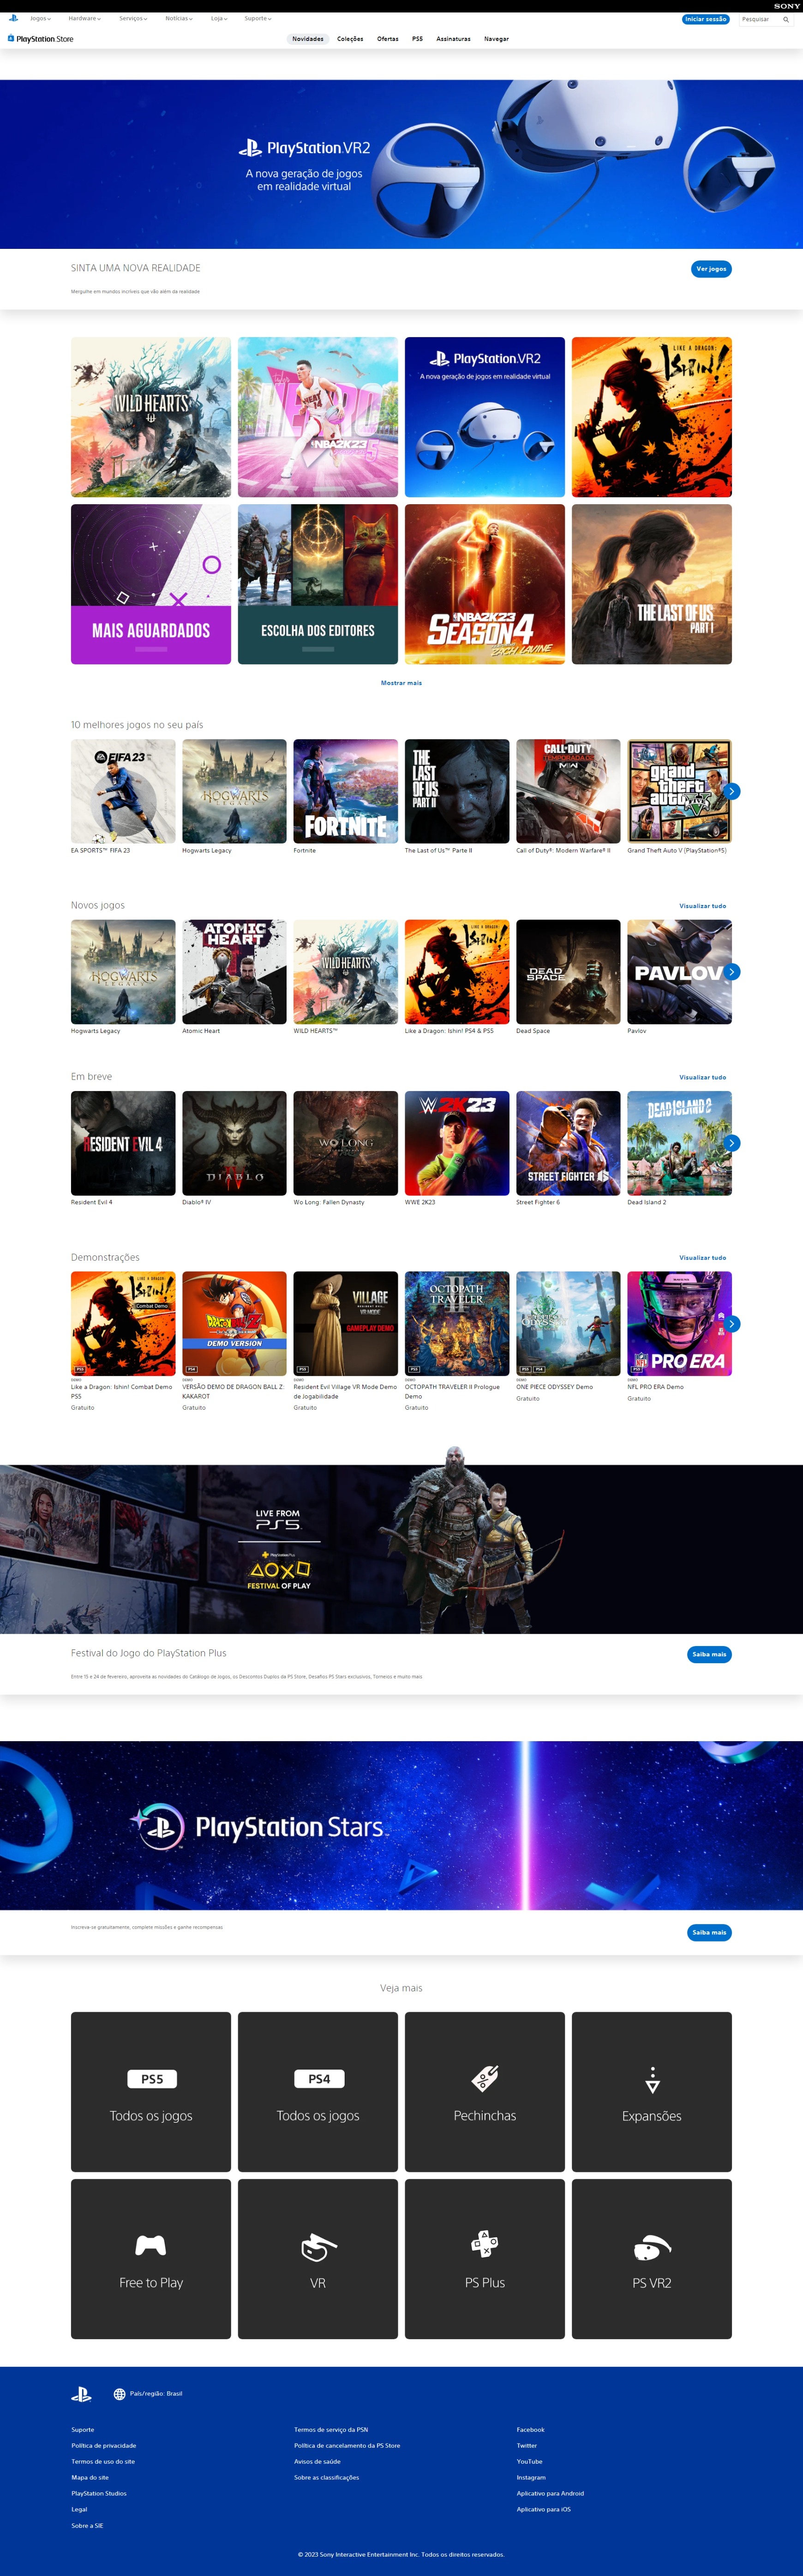 SONY
Jogos
Hardware
Serviços
Notícias
Loja
Suporte
Iniciar sessão
Pesquisar
PlayStation Store
Novidades
Coleções
Ofertas
PS5
Assinaturas
Navegar
PlayStation VR2
A nova geração de jogos
em realidade virtual
SINTA UMA NOVA REALIDADE
Ver jogos
Mergulhe em mundos incríveis que vão além da realidade
WILD HEARTS
NBA2K23
PlayStation VR2
A nova geração de jogos em realidade virtual
LIKE A DRAGON:
ISHIN!
MAIS AGUARDADOS
ESCOLHA DOS EDITORES
NBA2K23
SEASON 4
ZACH LAVINE
THE LAST OF US
PART I
Mostrar mais
10 melhores jogos no seu país
EA SPORTS™ FIFA 23
Hogwarts Legacy
Fortnite
The Last of Us™ Parte II
Call of Duty®: Modern Warfare® II
Grand Theft Auto V (PlayStation®5)
Novos jogos
Visualizar tudo
Hogwarts Legacy
Atomic Heart
WILD HEARTS™
Like a Dragon: Ishin! PS4 & PS5
Dead Space
Pavlov
Em breve
Visualizar tudo
Resident Evil 4
Diablo® IV
Wo Long: Fallen Dynasty
WWE 2K23
Street Fighter 6
Dead Island 2
Demonstrações
Visualizar tudo
Like a Dragon: Ishin! Combat Demo
PS5
Gratuito
VERSÃO DEMO DE DRAGON BALL Z:
KAKAROT
Gratuito
Resident Evil Village VR Mode Demo
de Jogabilidade
Gratuito
OCTOPATH TRAVELER II Prologue
Demo
Gratuito
ONE PIECE ODYSSEY Demo
Gratuito
NFL PRO ERA Demo
Gratuito
LIVE FROM
PS5
PlayStation Plus
FESTIVAL OF PLAY
Festival do Jogo do PlayStation Plus
Saiba mais
Entre 15 e 24 de fevereiro, aproveita as novidades do Catálogo de Jogos, os Descontos Duplos da PS Store, Desafios PS Stars exclusivos, Torneios e muito mais
PlayStation Stars
Inscreva-se gratuitamente, complete missões e ganhe recompensas
Saiba mais
Veja mais
PS5
Todos os jogos
PS4
Todos os jogos
Pechinchas
Expansões
Free to Play
VR
PS Plus
PS VR2
País/região: Brasil
Suporte
Política de privacidade
Termos de uso do site
Mapa do site
PlayStation Studios
Legal
Sobre a SIE
Termos de serviço da PSN
Política de cancelamento da PS Store
Avisos de saúde
Sobre as classificações
Facebook
Twitter
YouTube
Instagram
Aplicativo para Android
Aplicativo para iOS
© 2023 Sony Interactive Entertainment Inc. Todos os direitos reservados.